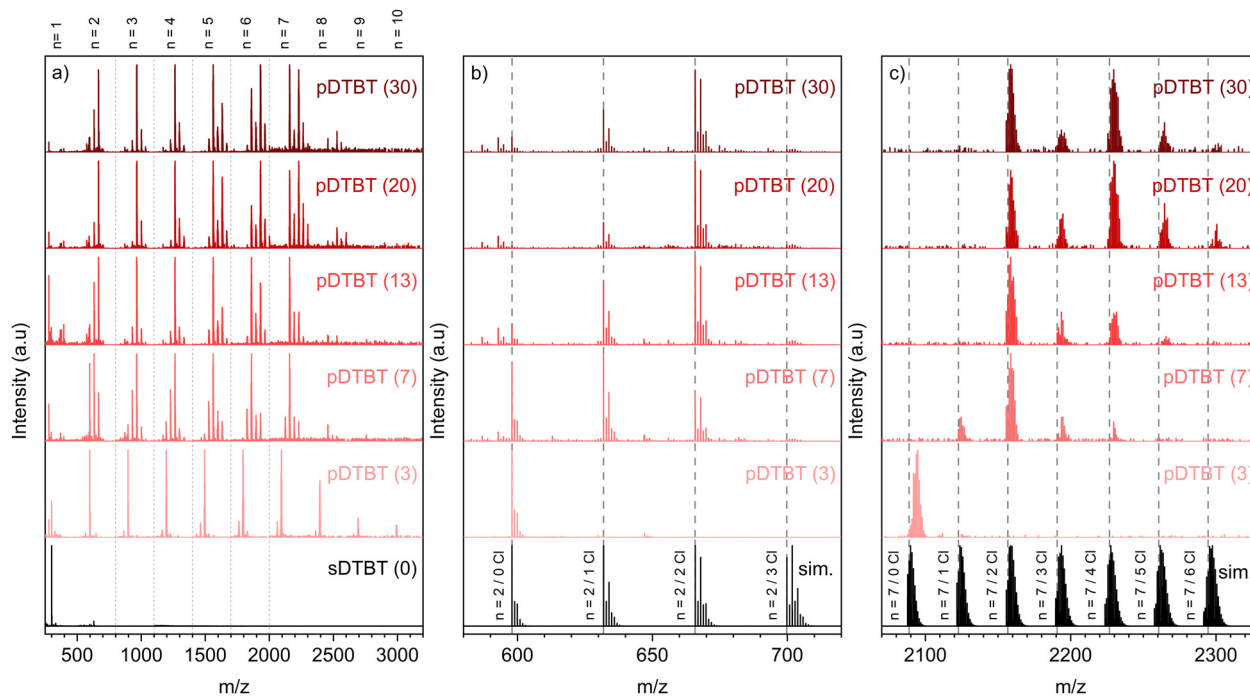 n= 1
n = 2
n = 3
n = 4
n = 5
n = 6
n = 7
n = 8
n = 9
n = 10
a)
pDTBT (30)
pDTBT (20)
pDTBT (13)
pDTBT (7)
pDTBT (3)
sDTBT (0)
Intensity (a.u)
500 1000 1500 2000 2500 3000
m/z
b)
pDTBT (30)
pDTBT (20)
pDTBT (13)
pDTBT (7)
pDTBT (3)
sim.
n = 2 / 0 Cl
n = 2 / 1 Cl
n = 2 / 2 Cl
n = 2 / 3 Cl
Intensity (a.u)
600 650 700
m/z
c)
pDTBT (30)
pDTBT (20)
pDTBT (13)
pDTBT (7)
pDTBT (3)
sim.
n = 7 / 0 Cl
n = 7 / 1 Cl
n = 7 / 2 Cl
n = 7 / 3 Cl
n = 7 / 4 Cl
n = 7 / 5 Cl
n = 7 / 6 Cl
Intensity (a.u)
2100 2200 2300
m/z